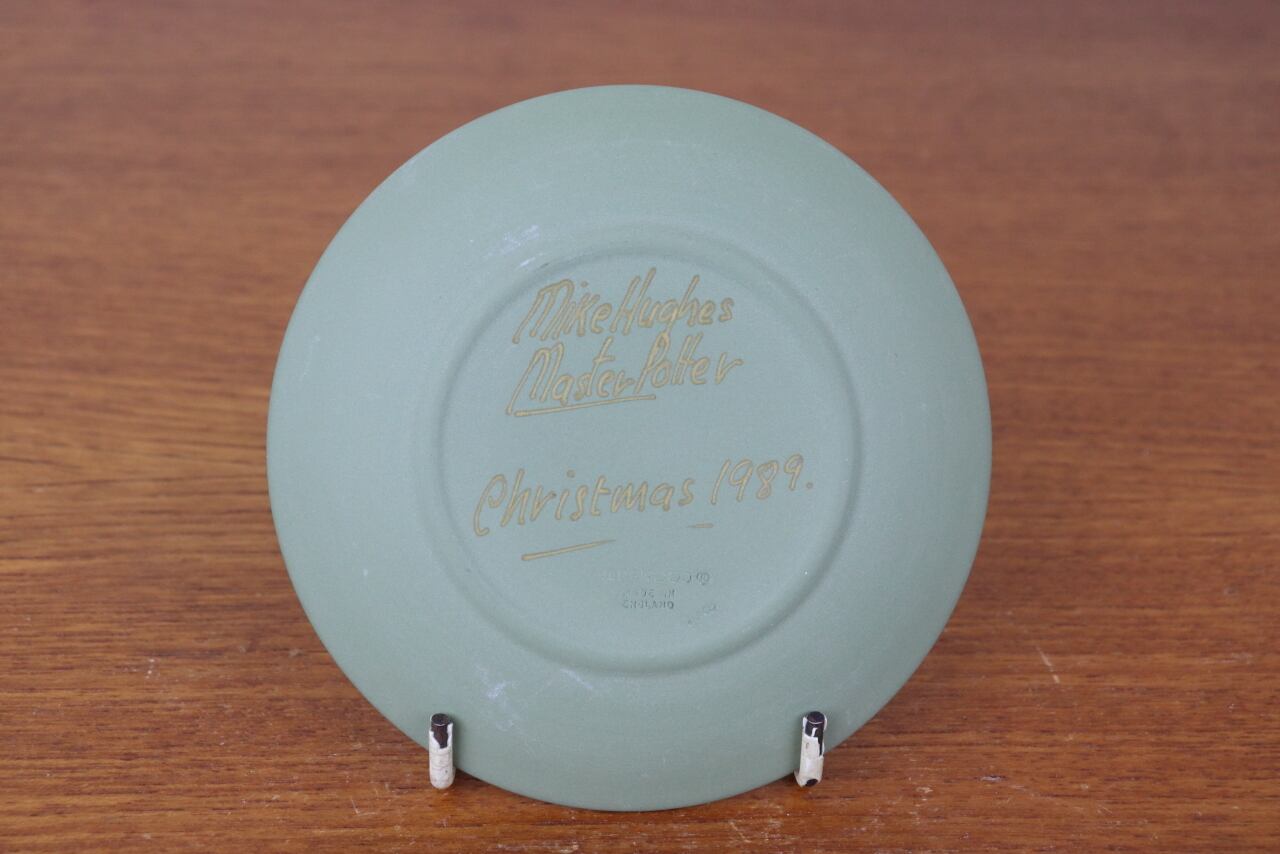 Mike Hughes
Master Potter
Christmas 1989.
MADE IN
ENGLAND